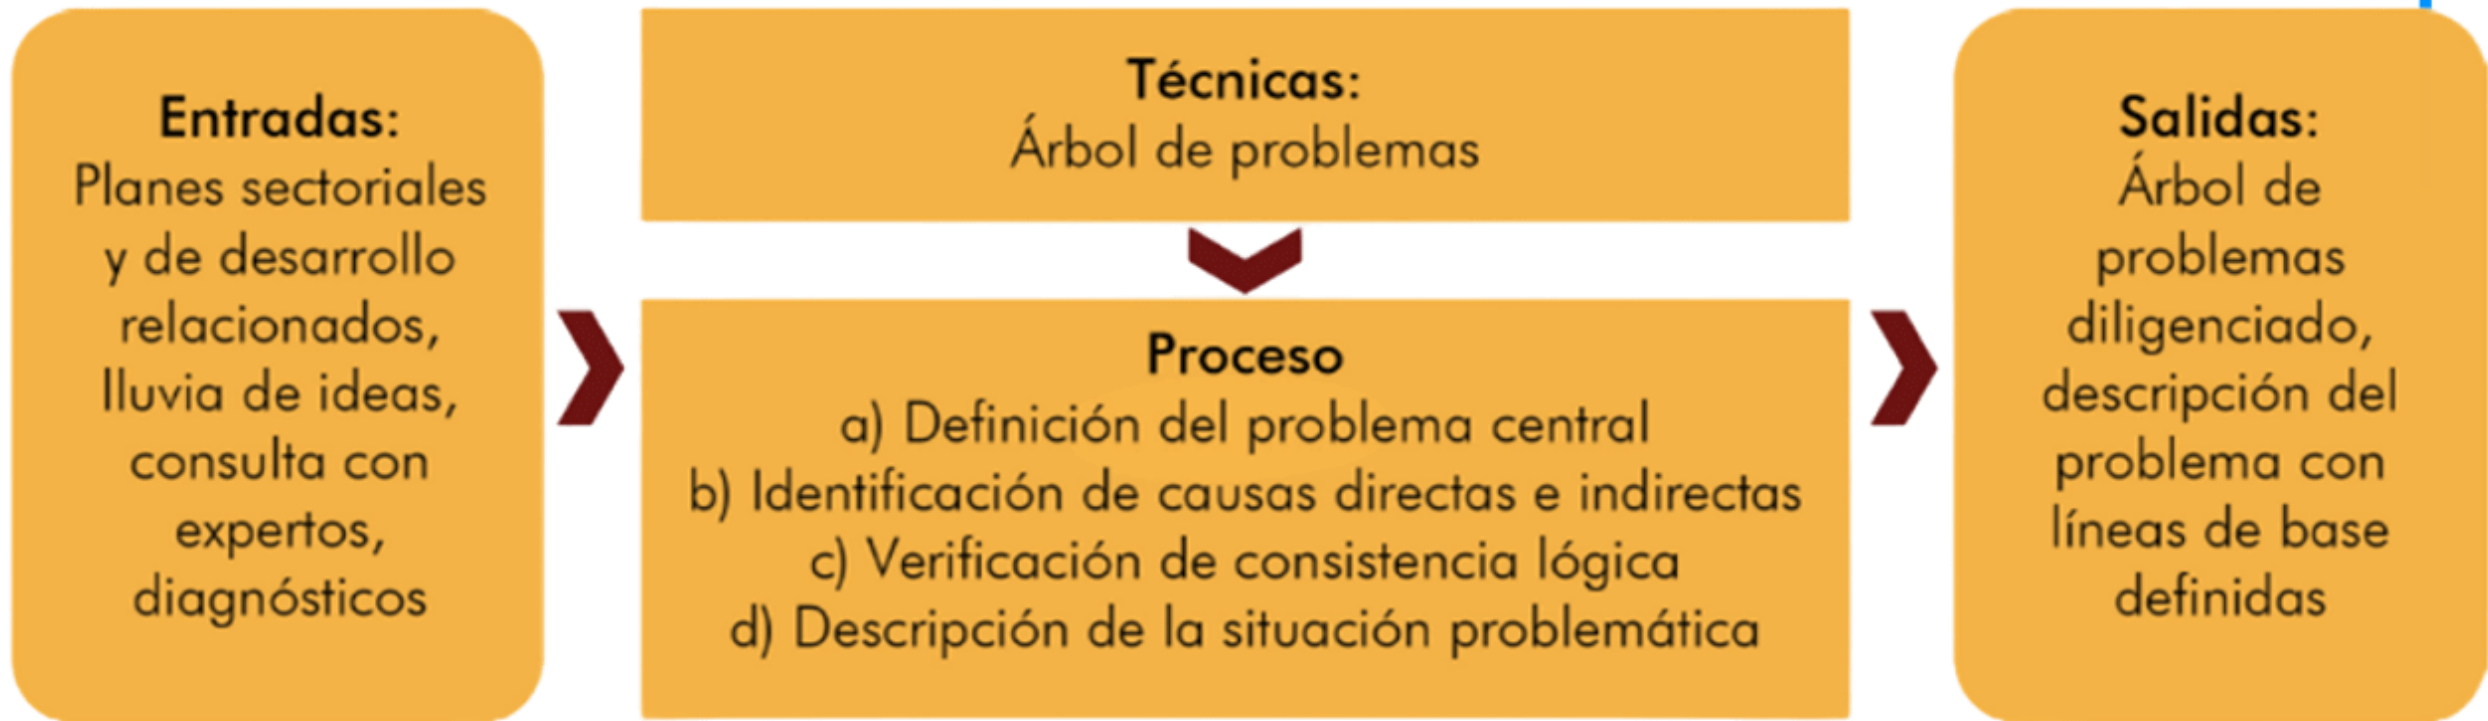 Entradas:
Planes sectoriales
y de desarrollo
relacionados,
lluvia de ideas,
consulta con
expertos,
diagnósticos
Técnicas:
Árbol de problemas
Proceso
a) Definición del problema central
b) Identificación de causas directas e indirectas
c) Verificación de consistencia lógica
d) Descripción de la situación problemática
Salidas:
Árbol de
problemas
diligenciado,
descripción del
problema con
líneas de base
definidas